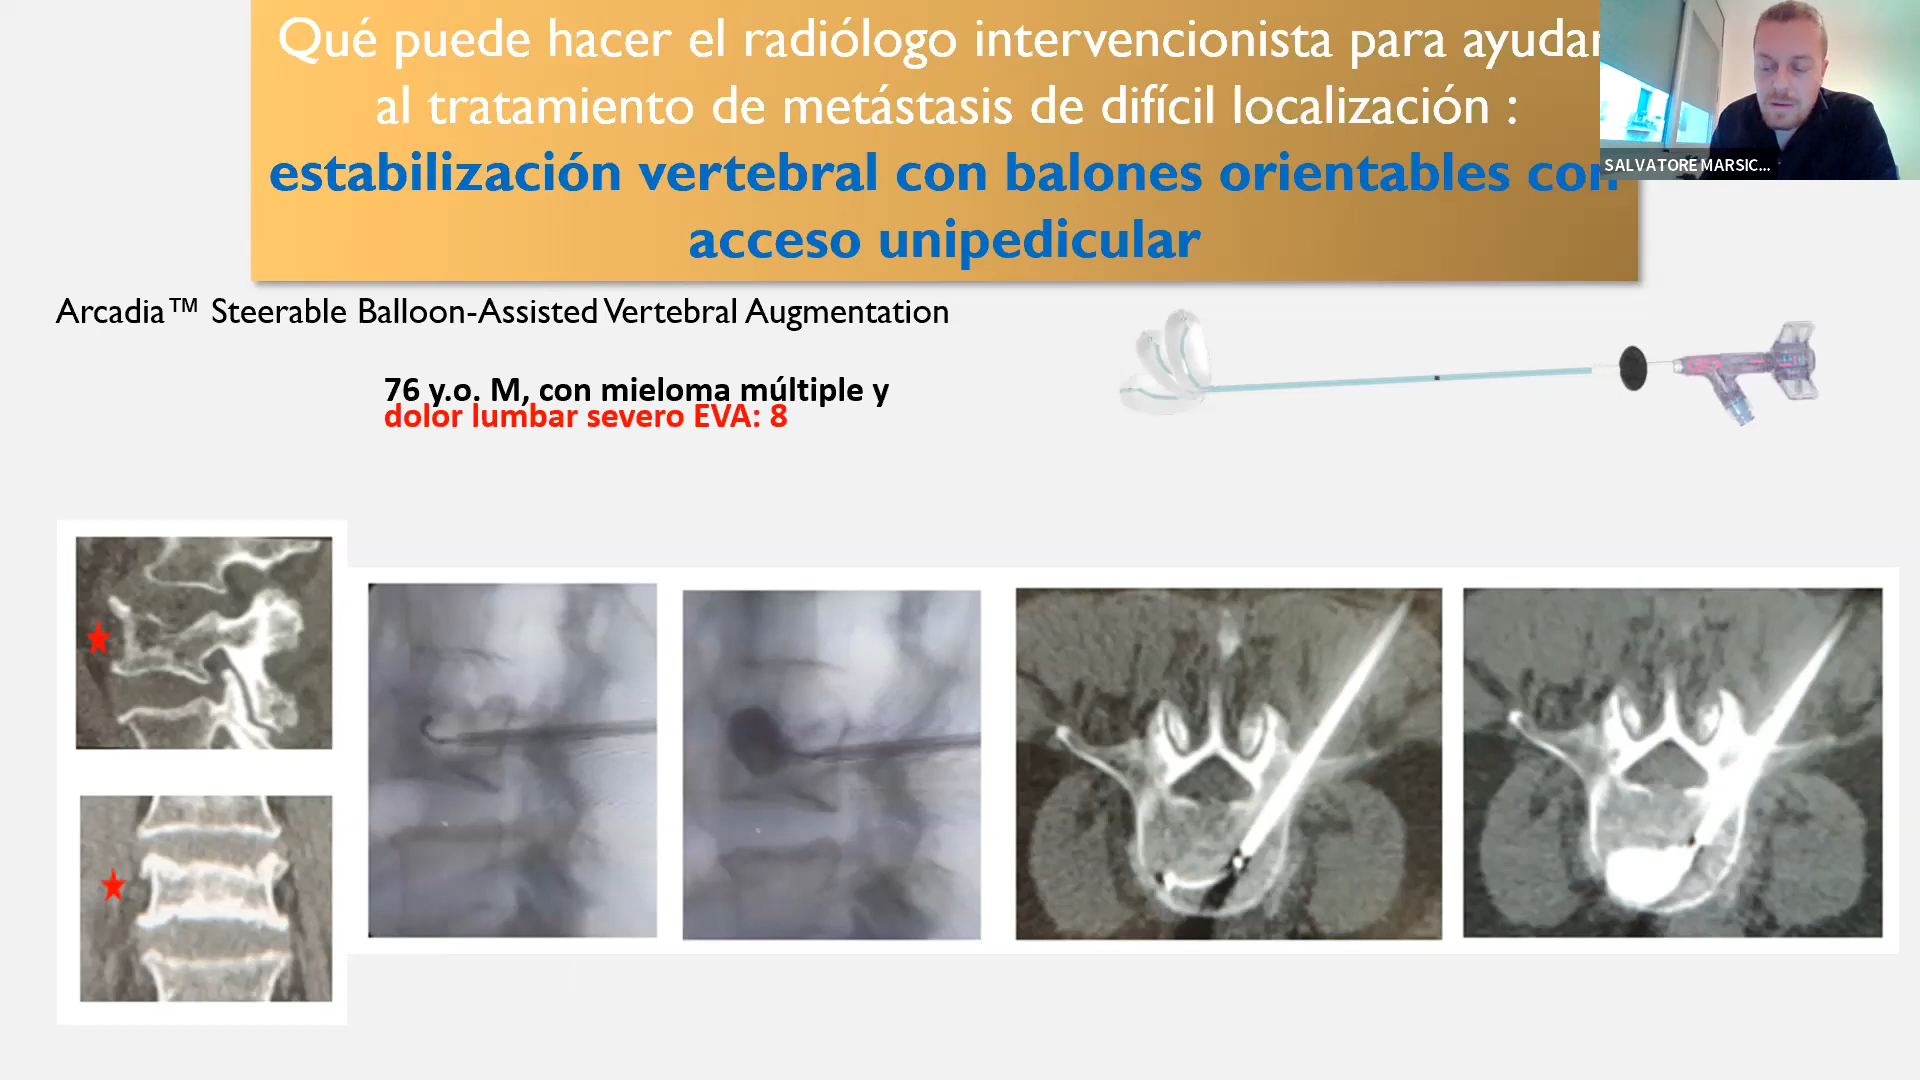 Qué puede hacer el radiólogo intervencionista para ayudar
al tratamiento de metástasis de difícil localización :
estabilización vertebral con balones orientables con
acceso unipedicular
SALVATORE MARSIC...
Arcadia™ Steerable Balloon-Assisted Vertebral Augmentation
76 y.o. M, con mieloma múltiple y
dolor lumbar severo EVA: 8